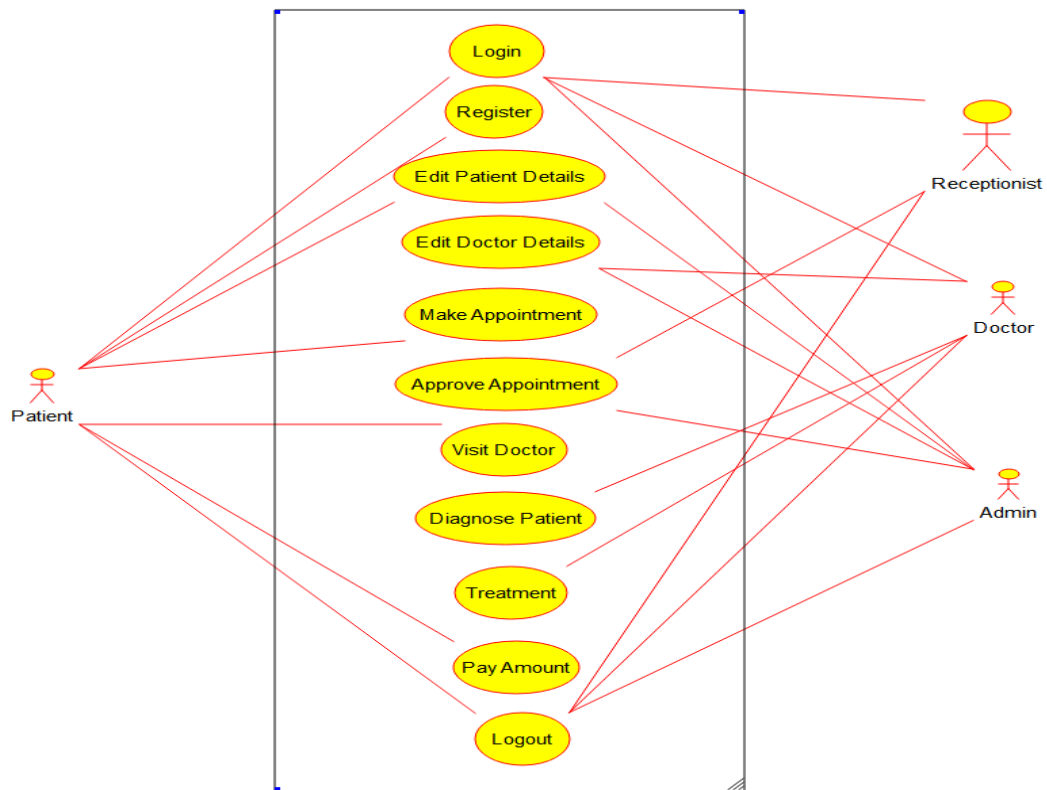 Login
Register
Edit Patient Details
Edit Doctor Details
Make Appointment
Approve Appointment
Visit Doctor
Diagnose Patient
Treatment
Pay Amount
Logout
Patient
Receptionist
Doctor
Admin